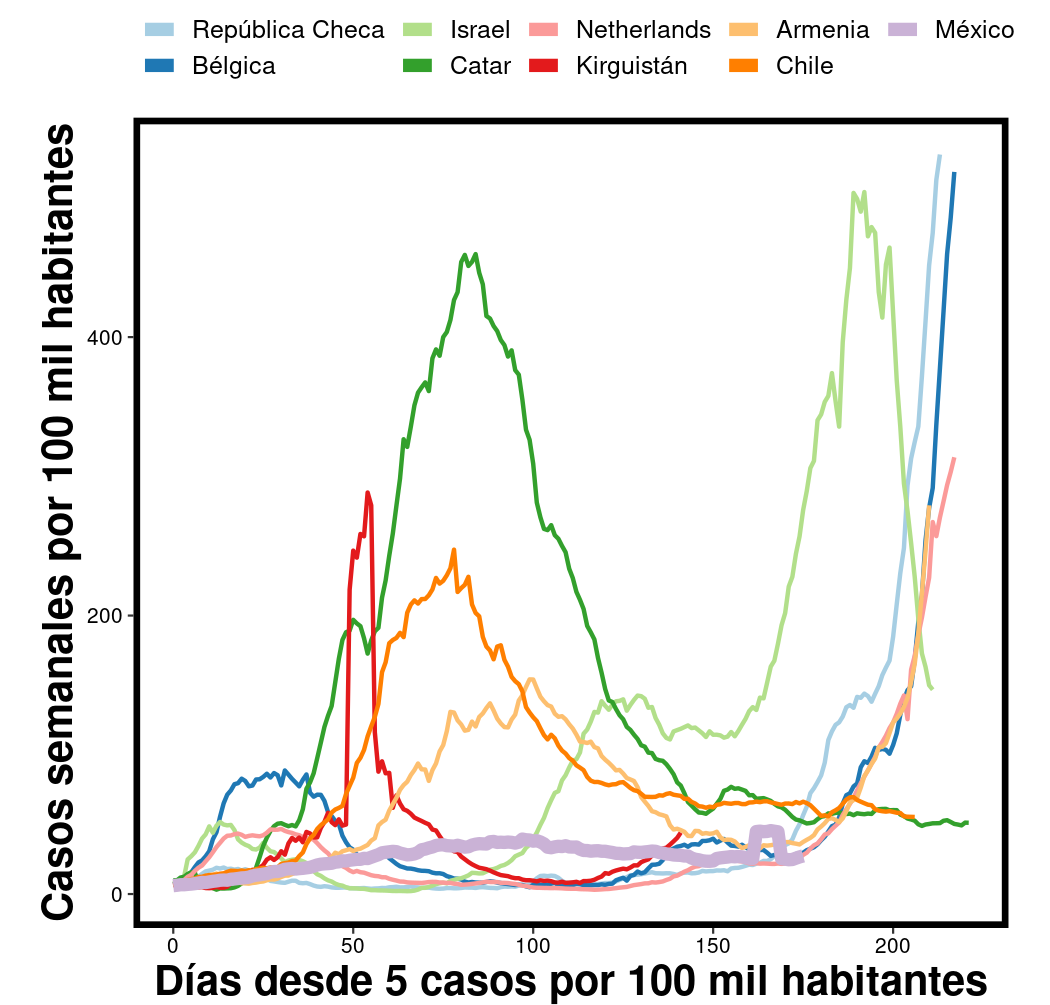 República Checa Israel Netherlands Armenia México
Bélgica Catar Kirguistán Chile
Casos semanales por 100 mil habitantes
400
200
0
0 50 100 150 200
Días desde 5 casos por 100 mil habitantes